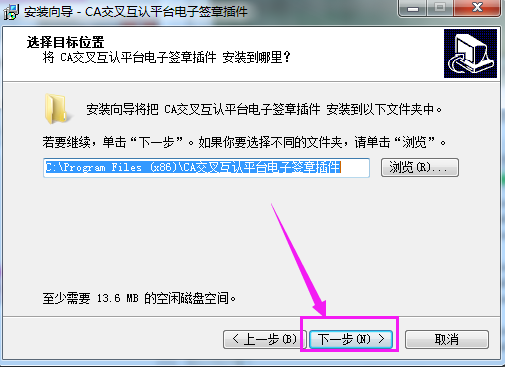 安装向导 - CA交叉互认平台电子签章插件
选择目标位置
将 CA交叉互认平台电子签章插件 安装到哪里？
安装向导将把 CA交叉互认平台电子签章插件 安装到以下文件夹中。
若要继续，单击“下一步”。如果你要选择不同的文件夹，请单击“浏览”。
C:\Program Files (x86)\CA交叉互认平台电子签章插件
浏览(R)...
至少需要 13.6 MB 的空闲磁盘空间。
< 上一步(B)
下一步(N) >
取消